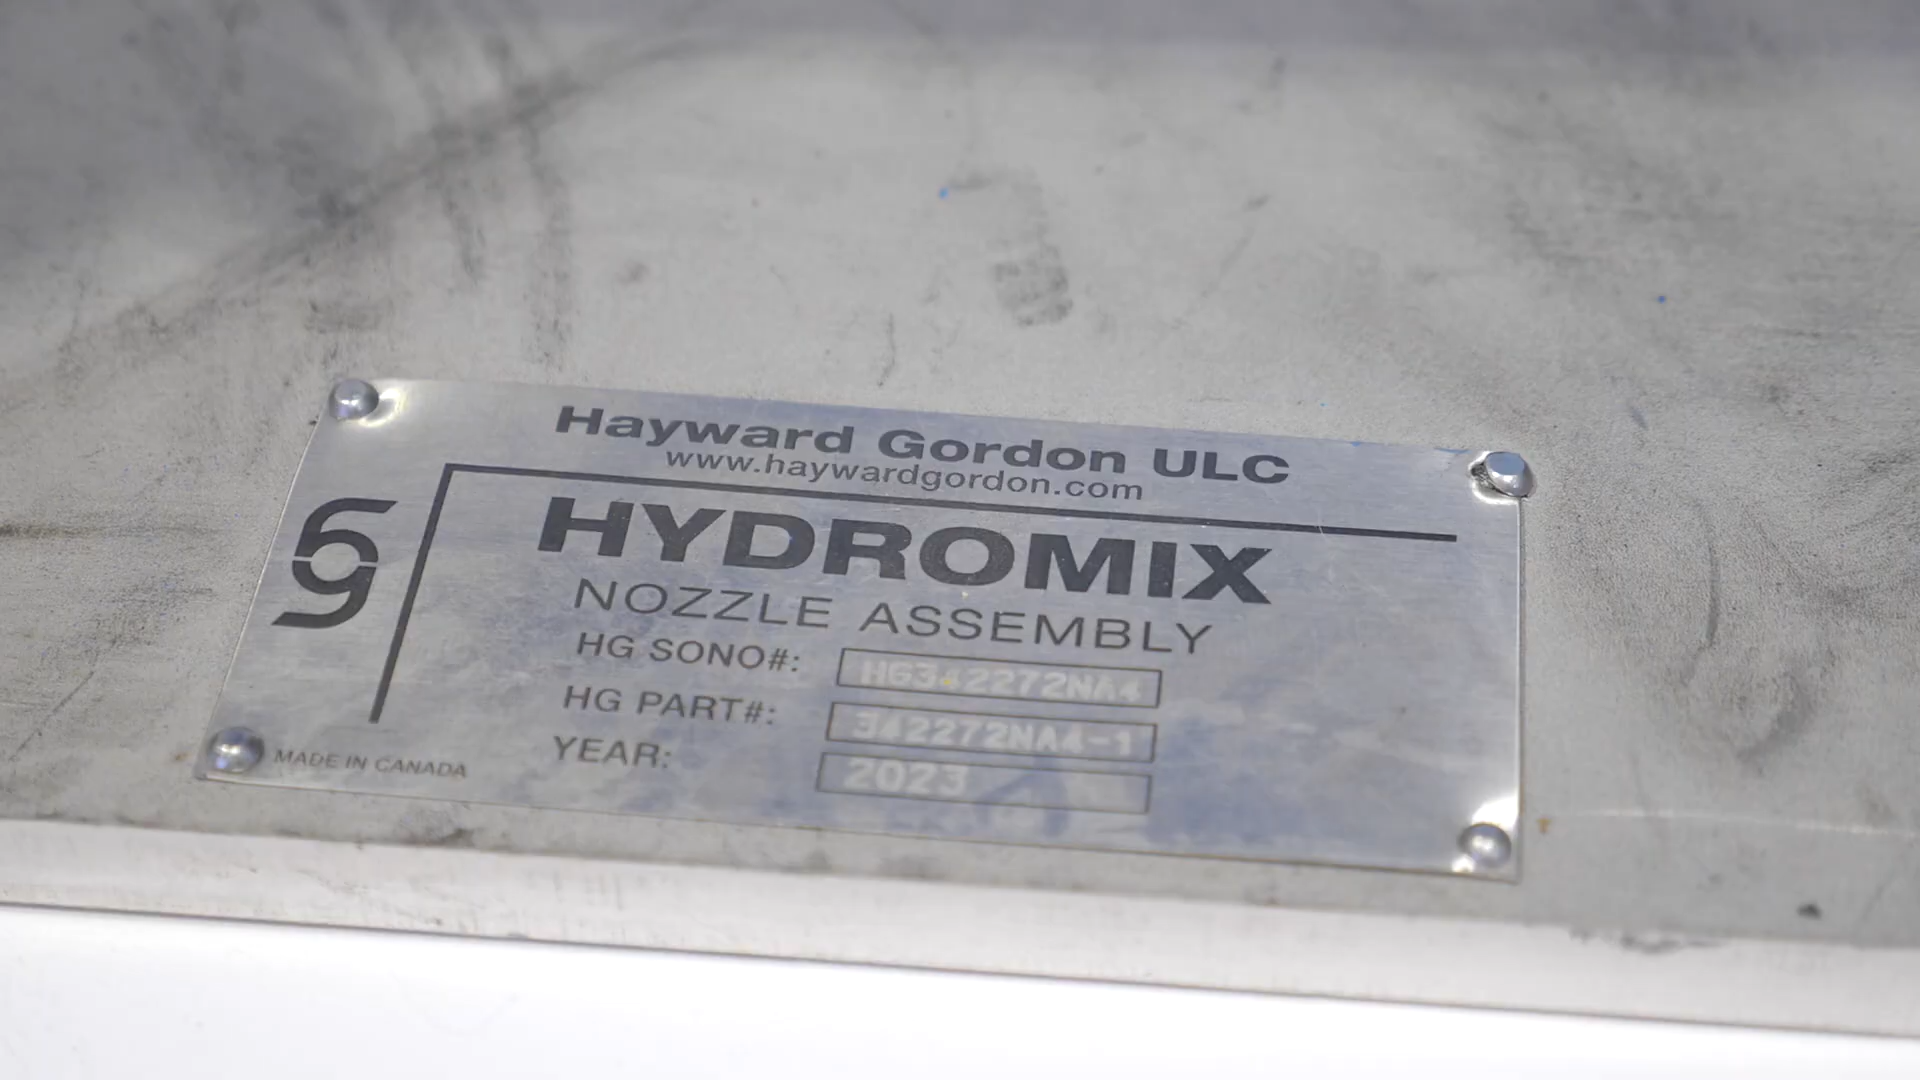 Hayward Gordon ULC
www.haywardgordon.com
HYDROMIX
NOZZLE ASSEMBLY
HG SONO#: HG342272NA4
HG PART#: 342272NA4-1
YEAR: 2023
MADE IN CANADA